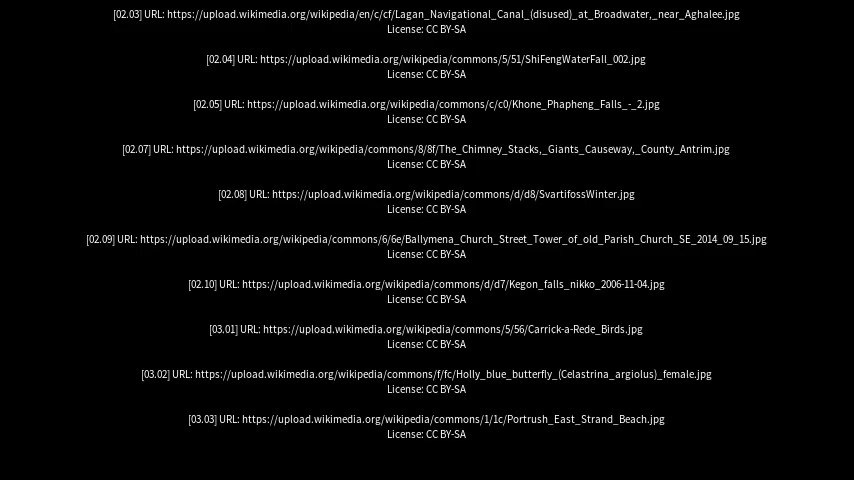 [02.03] URL: https://upload.wikimedia.org/wikipedia/en/c/cf/Lagan_Navigational_Canal_(disused)_at_Broadwater,_near_Aghalee.jpg
License: CC BY-SA
[02.04] URL: https://upload.wikimedia.org/wikipedia/commons/5/51/ShiFengWaterFall_002.jpg
License: CC BY-SA
[02.05] URL: https://upload.wikimedia.org/wikipedia/commons/c/c0/Khone_Phapheng_Falls_-_2.jpg
License: CC BY-SA
[02.07] URL: https://upload.wikimedia.org/wikipedia/commons/8/8f/The_Chimney_Stacks,_Giants_Causeway,_County_Antrim.jpg
License: CC BY-SA
[02.08] URL: https://upload.wikimedia.org/wikipedia/commons/d/d8/SvartifossWinter.jpg
License: CC BY-SA
[02.09] URL: https://upload.wikimedia.org/wikipedia/commons/6/6e/Ballymena_Church_Street_Tower_of_old_Parish_Church_SE_2014_09_15.jpg
License: CC BY-SA
[02.10] URL: https://upload.wikimedia.org/wikipedia/commons/d/d7/Kegon_falls_nikko_2006-11-04.jpg
License: CC BY-SA
[03.01] URL: https://upload.wikimedia.org/wikipedia/commons/5/56/Carrick-a-Rede_Birds.jpg
License: CC BY-SA
[03.02] URL: https://upload.wikimedia.org/wikipedia/commons/f/fc/Holly_blue_butterfly_(Celastrina_argiolus)_female.jpg
License: CC BY-SA
[03.03] URL: https://upload.wikimedia.org/wikipedia/commons/1/1c/Portrush_East_Strand_Beach.jpg
License: CC BY-SA